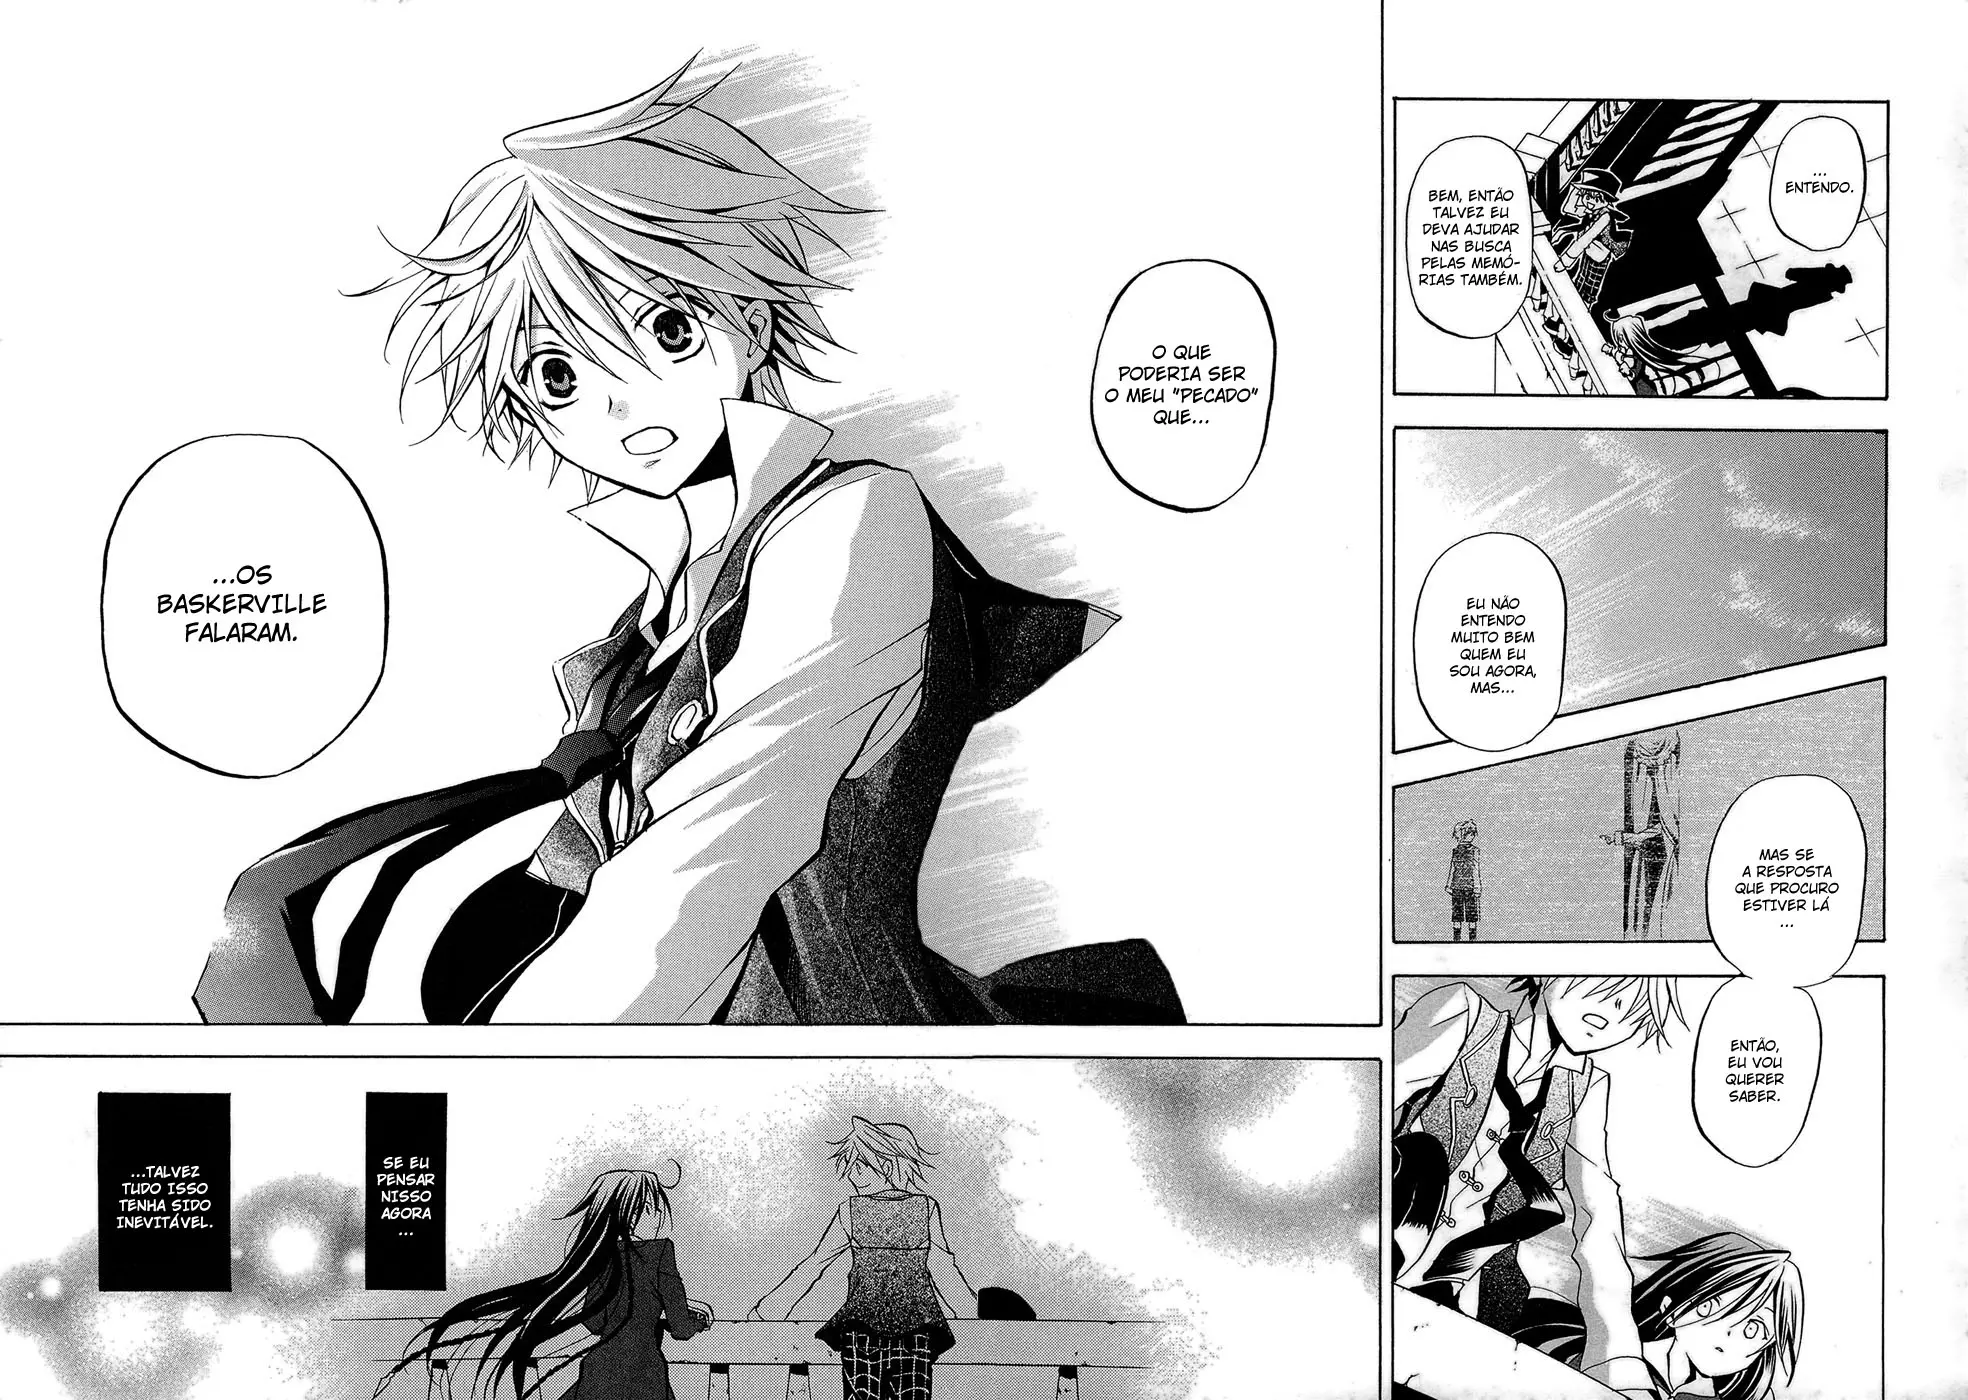 ...
ENTENDO.
BEM, ENTÃO
TALVEZ EU
DEVA AJUDAR
NAS BUSCA
PELAS MEMÓ-
RIAS TAMBÉM.
EU NÃO
ENTENDO
MUITO BEM
QUEM EU
SOU AGORA,
MAS...
MAS SE
A RESPOSTA
QUE PROCURO
ESTIVER LÁ
...
ENTÃO,
EU VOU
QUERER
SABER.
O QUE
PODERIA SER
O MEU "PECADO"
QUE...
...OS
BASKERVILLE
FALARAM.
SE EU
PENSAR
NISSO
AGORA
...
...TALVEZ
TUDO ISSO
TENHA SIDO
INEVITÁVEL.